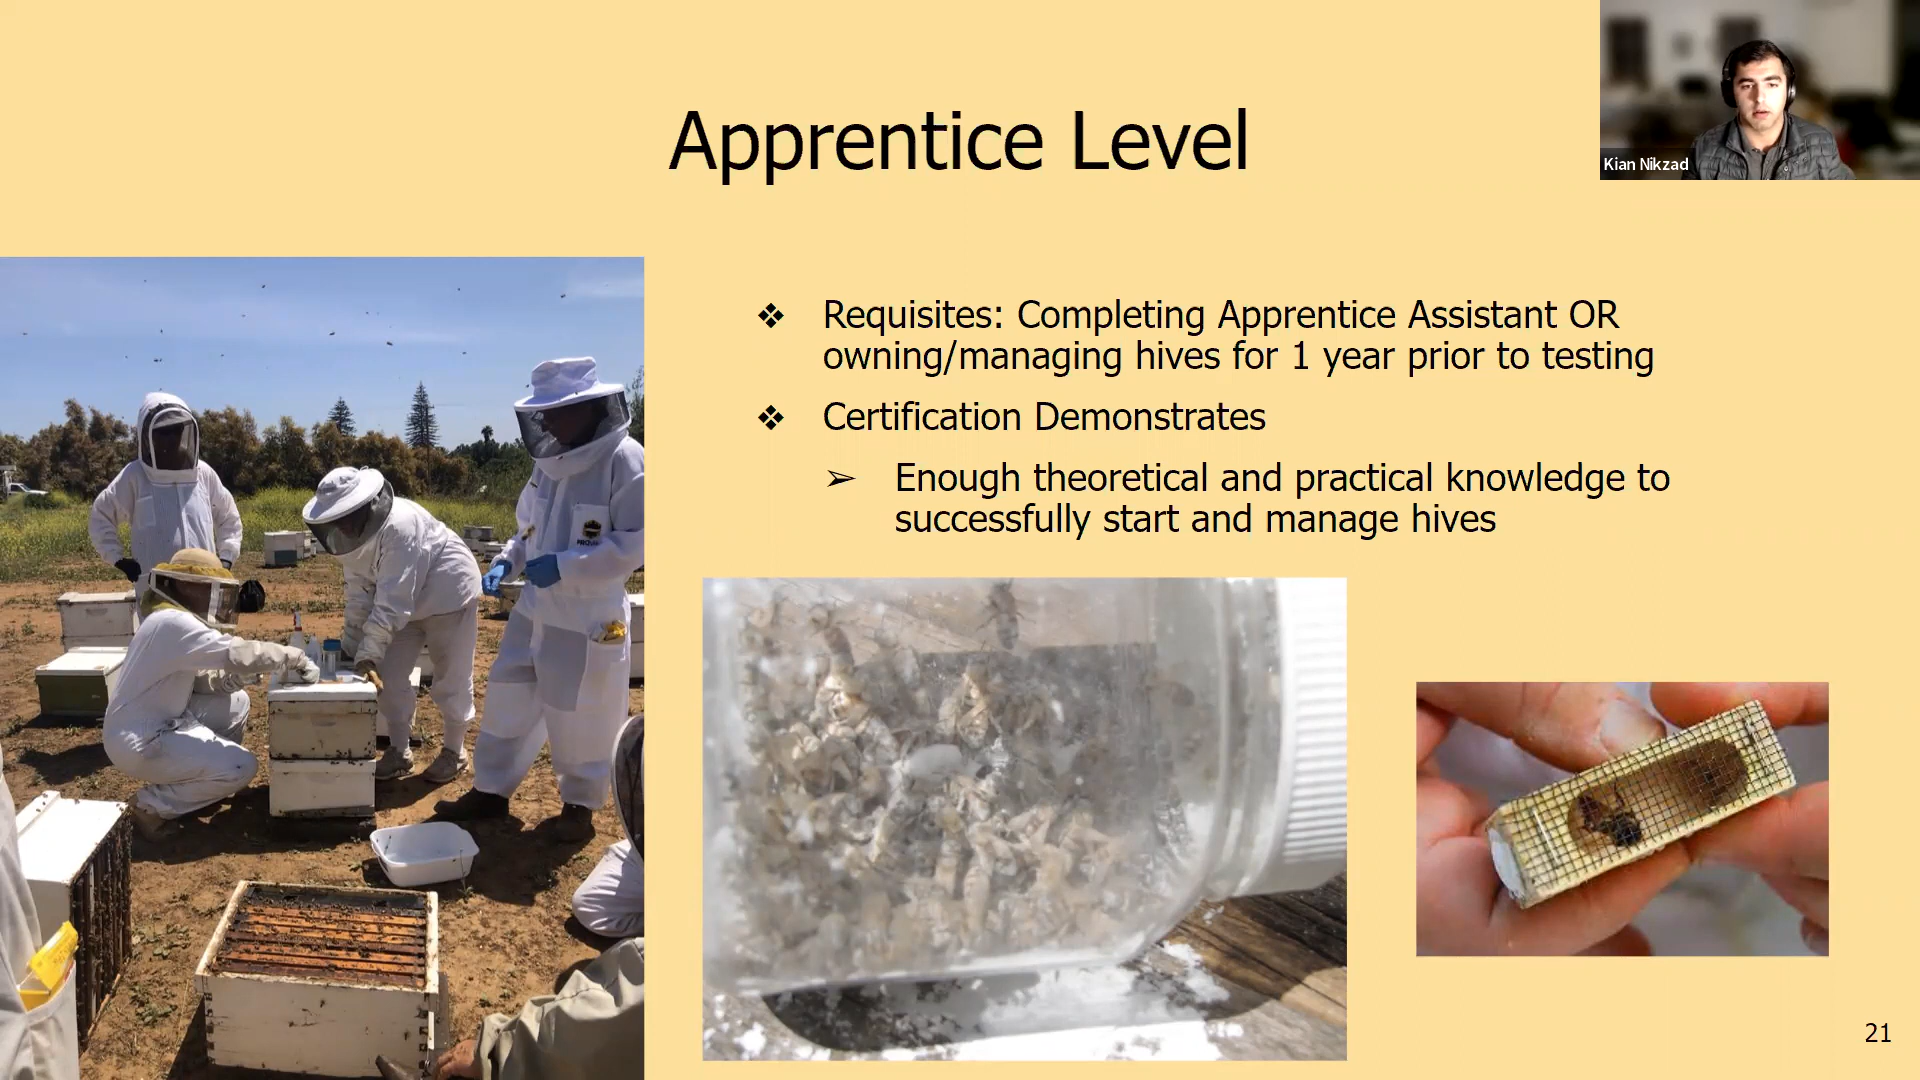 Apprentice Level
Kian Nikzad
❖ Requisites: Completing Apprentice Assistant OR
owning/managing hives for 1 year prior to testing
❖ Certification Demonstrates
➢ Enough theoretical and practical knowledge to
successfully start and manage hives
21